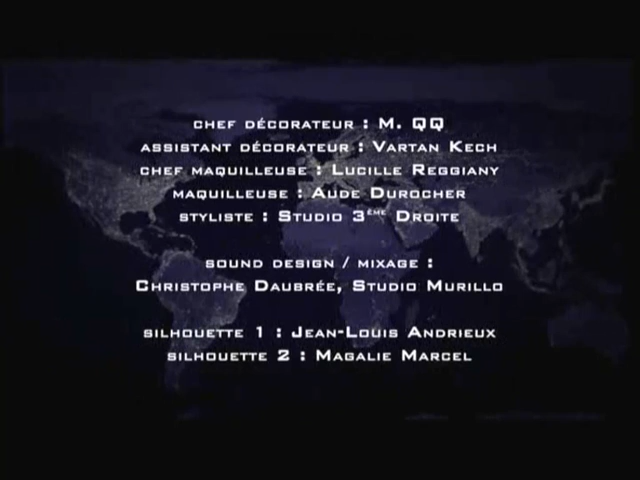 CHEF DÉCORATEUR : M. QQ
ASSISTANT DÉCORATEUR : VARTAN KECH
CHEF MAQUILLEUSE : LUCILLE REGGIANY
MAQUILLEUSE : AUDE DUROCHER
STYLISTE : STUDIO 3ÈME DROITE
SOUND DESIGN / MIXAGE :
CHRISTOPHE DAUBRÉE, STUDIO MURILLO
SILHOUETTE 1 : JEAN-LOUIS ANDRIEUX
SILHOUETTE 2 : MAGALIE MARCEL